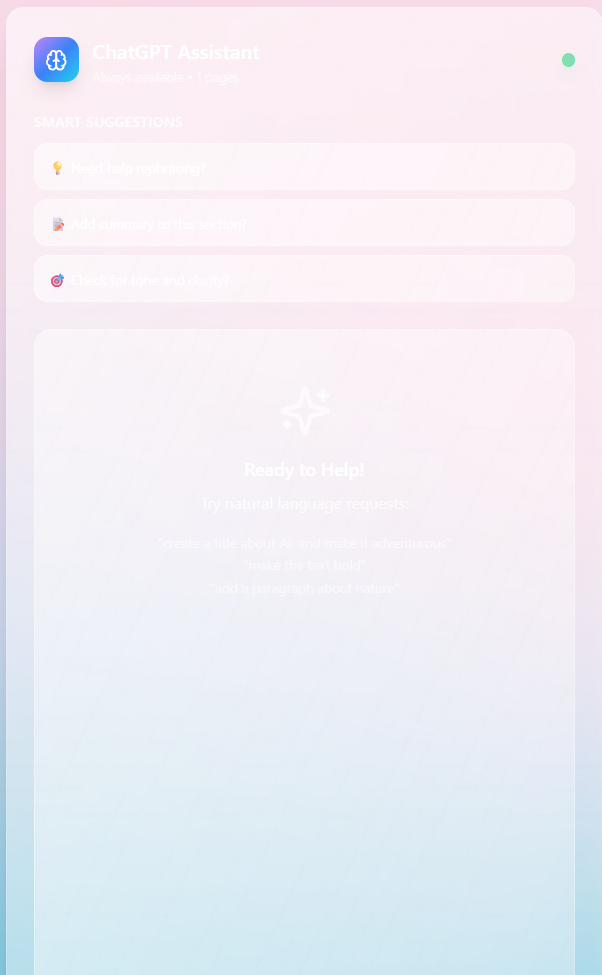 ChatGPT Assistant
Always available • 1 pages
SMART SUGGESTIONS
Need help rephrasing?
Add summary to this section?
Check for tone and clarity?
Ready to Help!
Try natural language requests:
"create a title about Air and make it adventurous"
"make the text bold"
"add a paragraph about nature"